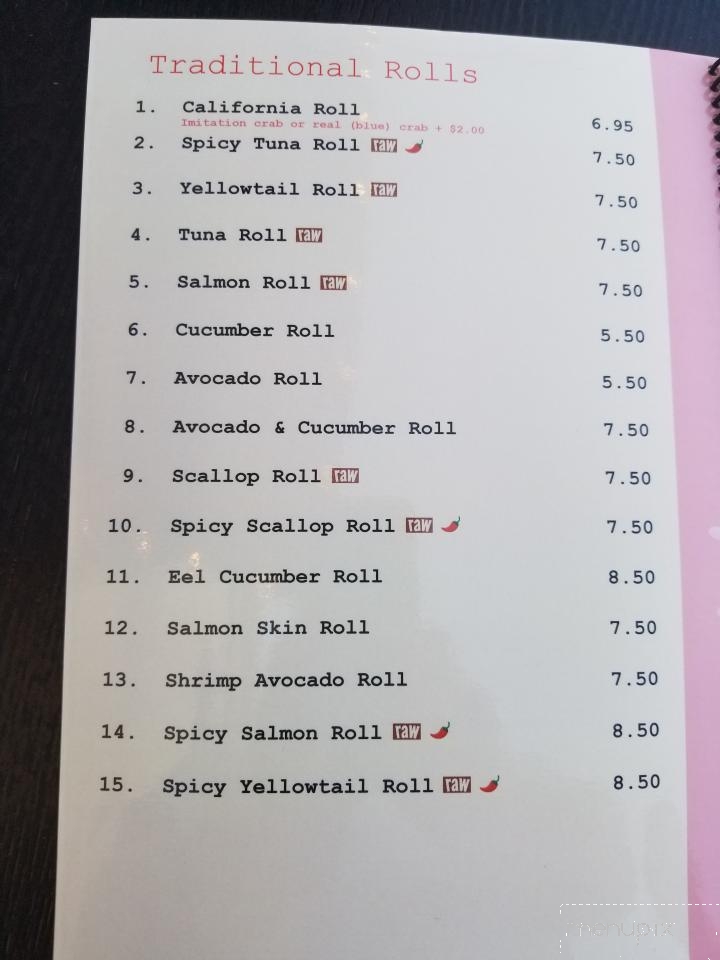 Traditional Rolls
1. California Roll 6.95
Imitation crab or real (blue) crab + $2.00
2. Spicy Tuna Roll raw 7.50
3. Yellowtail Roll raw 7.50
4. Tuna Roll raw 7.50
5. Salmon Roll raw 7.50
6. Cucumber Roll 5.50
7. Avocado Roll 5.50
8. Avocado & Cucumber Roll 7.50
9. Scallop Roll raw 7.50
10. Spicy Scallop Roll raw 7.50
11. Eel Cucumber Roll 8.50
12. Salmon Skin Roll 7.50
13. Shrimp Avocado Roll 7.50
14. Spicy Salmon Roll raw 8.50
15. Spicy Yellowtail Roll raw 8.50